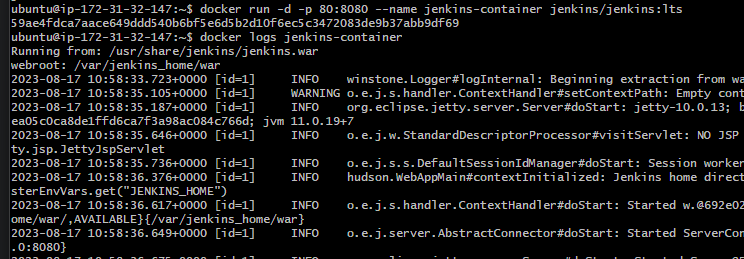 ubuntu@ip-172-31-32-147:~$ docker run -d -p 80:8080 --name jenkins-container jenkins/jenkins:lts
59ae4fdca7aace649ddd540b6bf5e6d5b2d10f6ec5c3472083de9b37abb9df69
ubuntu@ip-172-31-32-147:~$ docker logs jenkins-container
Running from: /usr/share/jenkins/jenkins.war
webroot: /var/jenkins_home/war
2023-08-17 10:58:33.723+0000 [id=1] INFO winstone.Logger#logInternal: Beginning extraction from wa
2023-08-17 10:58:35.105+0000 [id=1] WARNING o.e.j.s.handler.ContextHandler#setContextPath: Empty cont
2023-08-17 10:58:35.187+0000 [id=1] INFO org.eclipse.jetty.server.Server#doStart: jetty-10.0.13; b
ea05c0ca8de1ffd6ca7f3a98ac084c766d; jvm 11.0.19+7
2023-08-17 10:58:35.646+0000 [id=1] INFO o.e.j.w.StandardDescriptorProcessor#visitServlet: NO JSP
ty.jsp.JettyJspServlet
2023-08-17 10:58:35.736+0000 [id=1] INFO o.e.j.s.s.DefaultSessionIdManager#doStart: Session worker
2023-08-17 10:58:36.376+0000 [id=1] INFO hudson.WebAppMain#contextInitialized: Jenkins home direct
sterEnvVars.get("JENKINS_HOME")
2023-08-17 10:58:36.617+0000 [id=1] INFO o.e.j.s.handler.ContextHandler#doStart: Started w.@692e02
ome/war/,AVAILABLE}{/var/jenkins_home/war}
2023-08-17 10:58:36.649+0000 [id=1] INFO o.e.j.server.AbstractConnector#doStart: Started ServerCon
.0:8080}